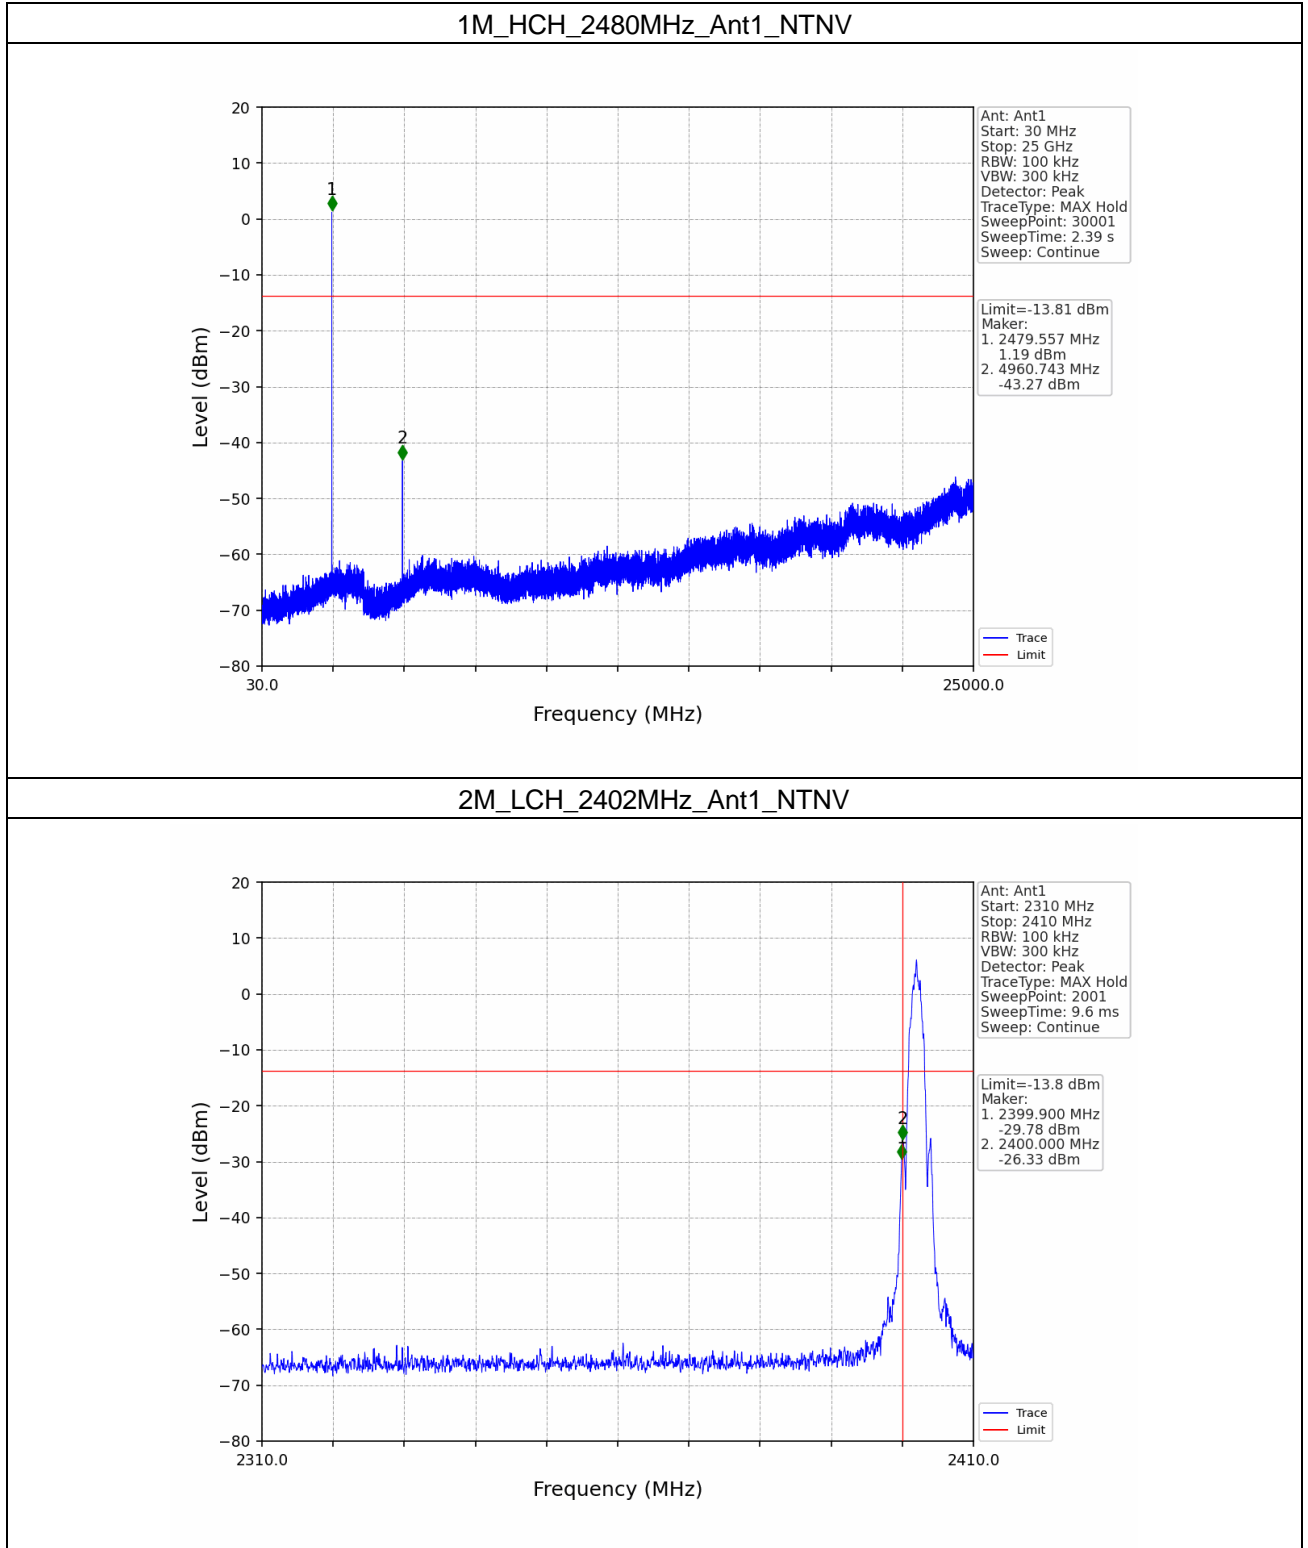 1M_HCH_2480MHz_Ant1_NTNV
20
10
0
−10
−20
−30
−40
−50
−60
−70
−80
Level (dBm)
1
2
30.0
25000.0
Frequency (MHz)
Ant: Ant1
Start: 30 MHz
Stop: 25 GHz
RBW: 100 kHz
VBW: 300 kHz
Detector: Peak
TraceType: MAX Hold
SweepPoint: 30001
SweepTime: 2.39 s
Sweep: Continue
Limit=-13.81 dBm
Maker:
1. 2479.557 MHz
1.19 dBm
2. 4960.743 MHz
-43.27 dBm
Trace
Limit
2M_LCH_2402MHz_Ant1_NTNV
20
10
0
−10
−20
−30
−40
−50
−60
−70
−80
Level (dBm)
2
1
2310.0
2410.0
Frequency (MHz)
Ant: Ant1
Start: 2310 MHz
Stop: 2410 MHz
RBW: 100 kHz
VBW: 300 kHz
Detector: Peak
TraceType: MAX Hold
SweepPoint: 2001
SweepTime: 9.6 ms
Sweep: Continue
Limit=-13.8 dBm
Maker:
1. 2399.900 MHz
-29.78 dBm
2. 2400.000 MHz
-26.33 dBm
Trace
Limit